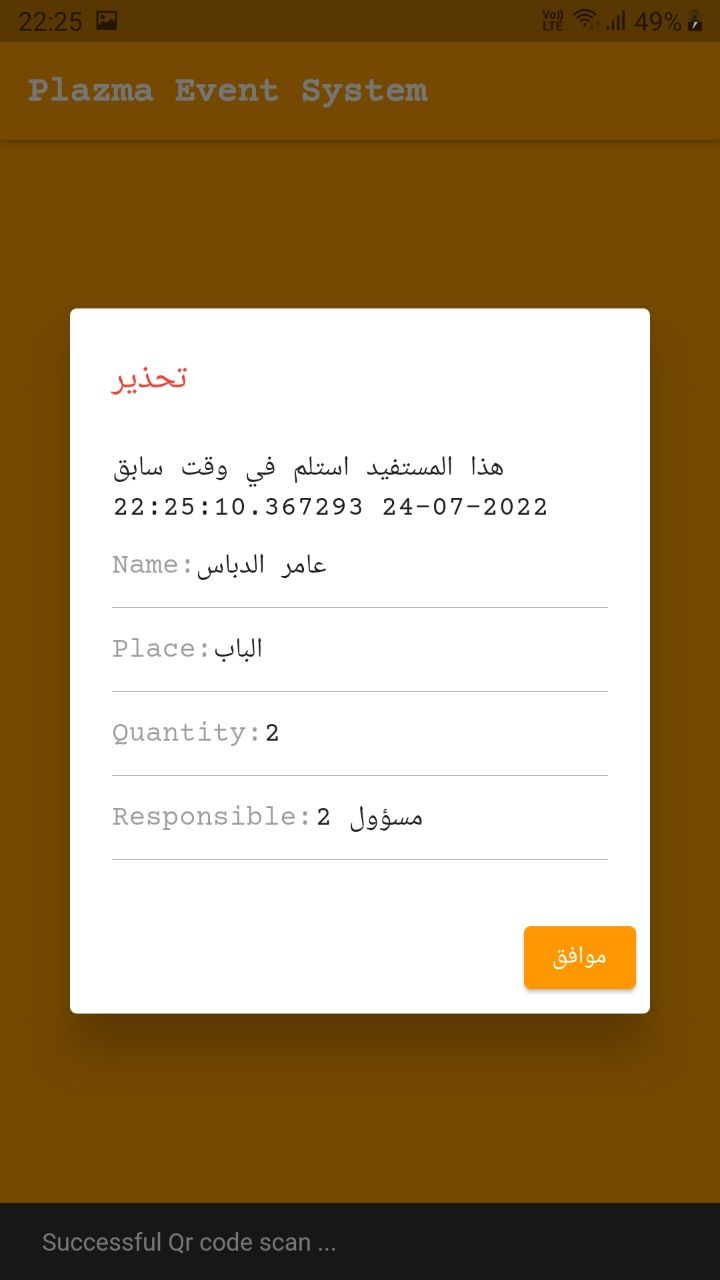 22:25
Vo)) LTE
49%
Plazma Event System
تحذير
هذا المستفيد استلم في وقت سابق
22:25:10.367293 24-07-2022
Name:عامر الدباس
Place:الباب
Quantity:2
Responsible:2 مسؤول
موافق
Successful Qr code scan ...